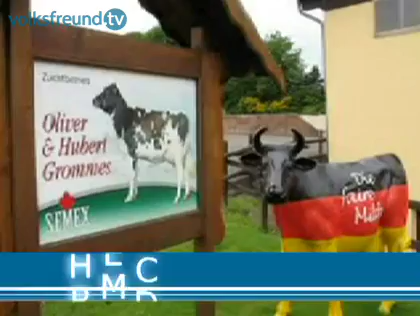 volksfreund tv
Zuchtbetrieb
Oliver
& Hubert
Grommes
SEMEX
Die
faire
Milch
H L M C